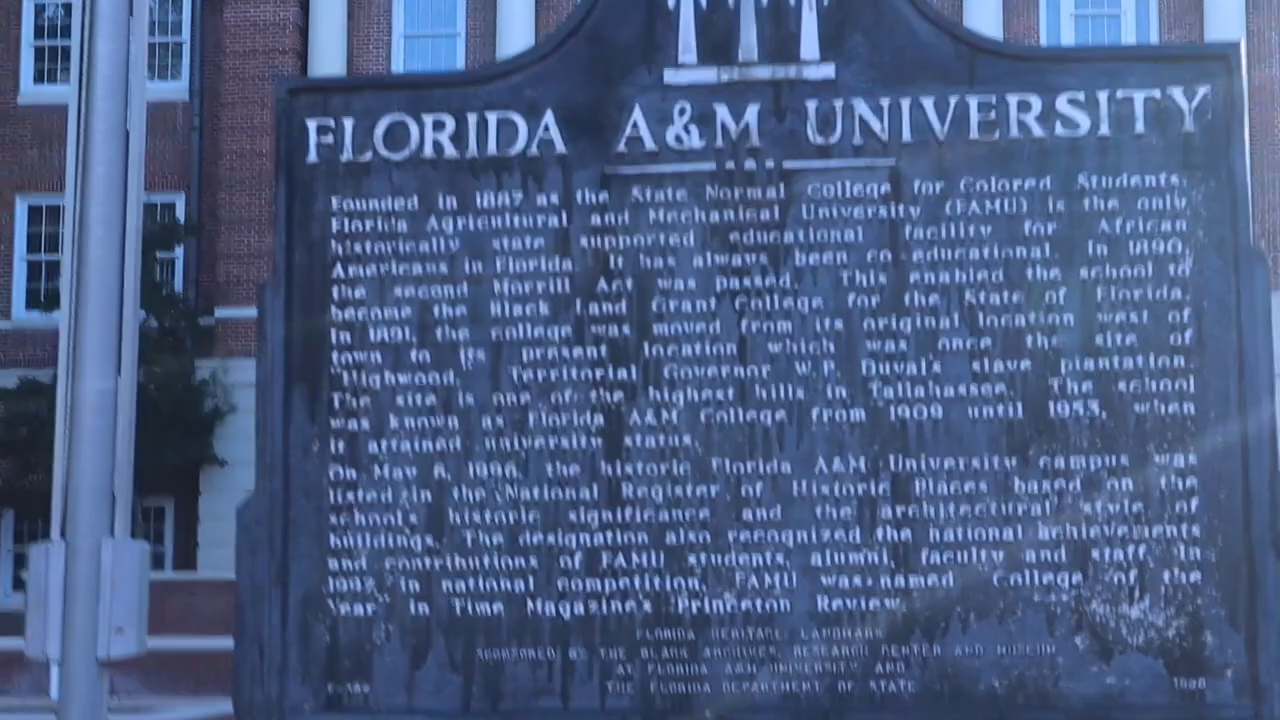 FLORIDA A&M UNIVERSITY
Founded in 1887 as the State Normal College for Colored Students,
Florida Agricultural and Mechanical University (FAMU) is the only
historically state supported educational facility for African
Americans in Florida. It has always been co-educational. In 1890,
the second Morrill Act was passed. This enabled the school to
become the Black Land Grant College for the State of Florida.
In 1891, the college was moved from its original location west of
town to its present location which was once the site of
"Highwood," Territorial Governor W.P. Duval's slave plantation.
The site is one of the highest hills in Tallahassee. The school
was known as Florida A&M College from 1909 until 1953, when
it attained university status.
On May 6, 1996, the historic Florida A&M University campus was
listed in the National Register of Historic Places based on the
school's historic significance and the architectural style of
buildings. The designation also recognized the national achievements
and contributions of FAMU students, alumni, faculty and staff. In
1997, in national competition, FAMU was named "College of the
Year" in Time Magazine's Princeton Review.
FLORIDA HERITAGE LANDMARK
SPONSORED BY THE BLACK ARCHIVES, RESEARCH CENTER AND MUSEUM
AT FLORIDA A&M UNIVERSITY AND
THE FLORIDA DEPARTMENT OF STATE
1998